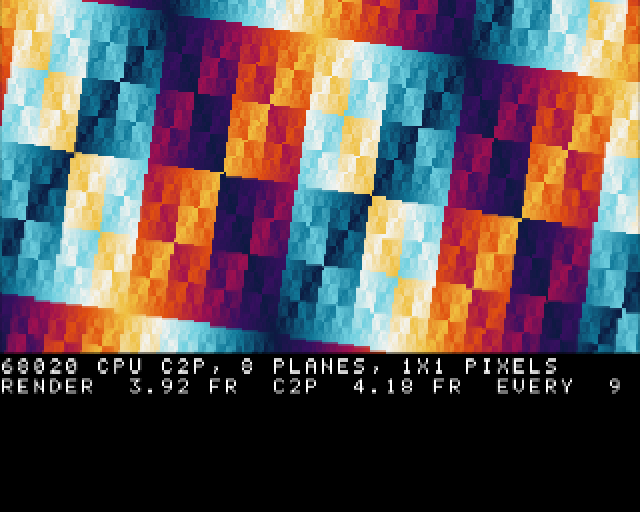 68020 CPU C2P, 8 PLANES, 1X1 PIXELS
RENDER  3.92 FR  C2P  4.18 FR  EVERY  9